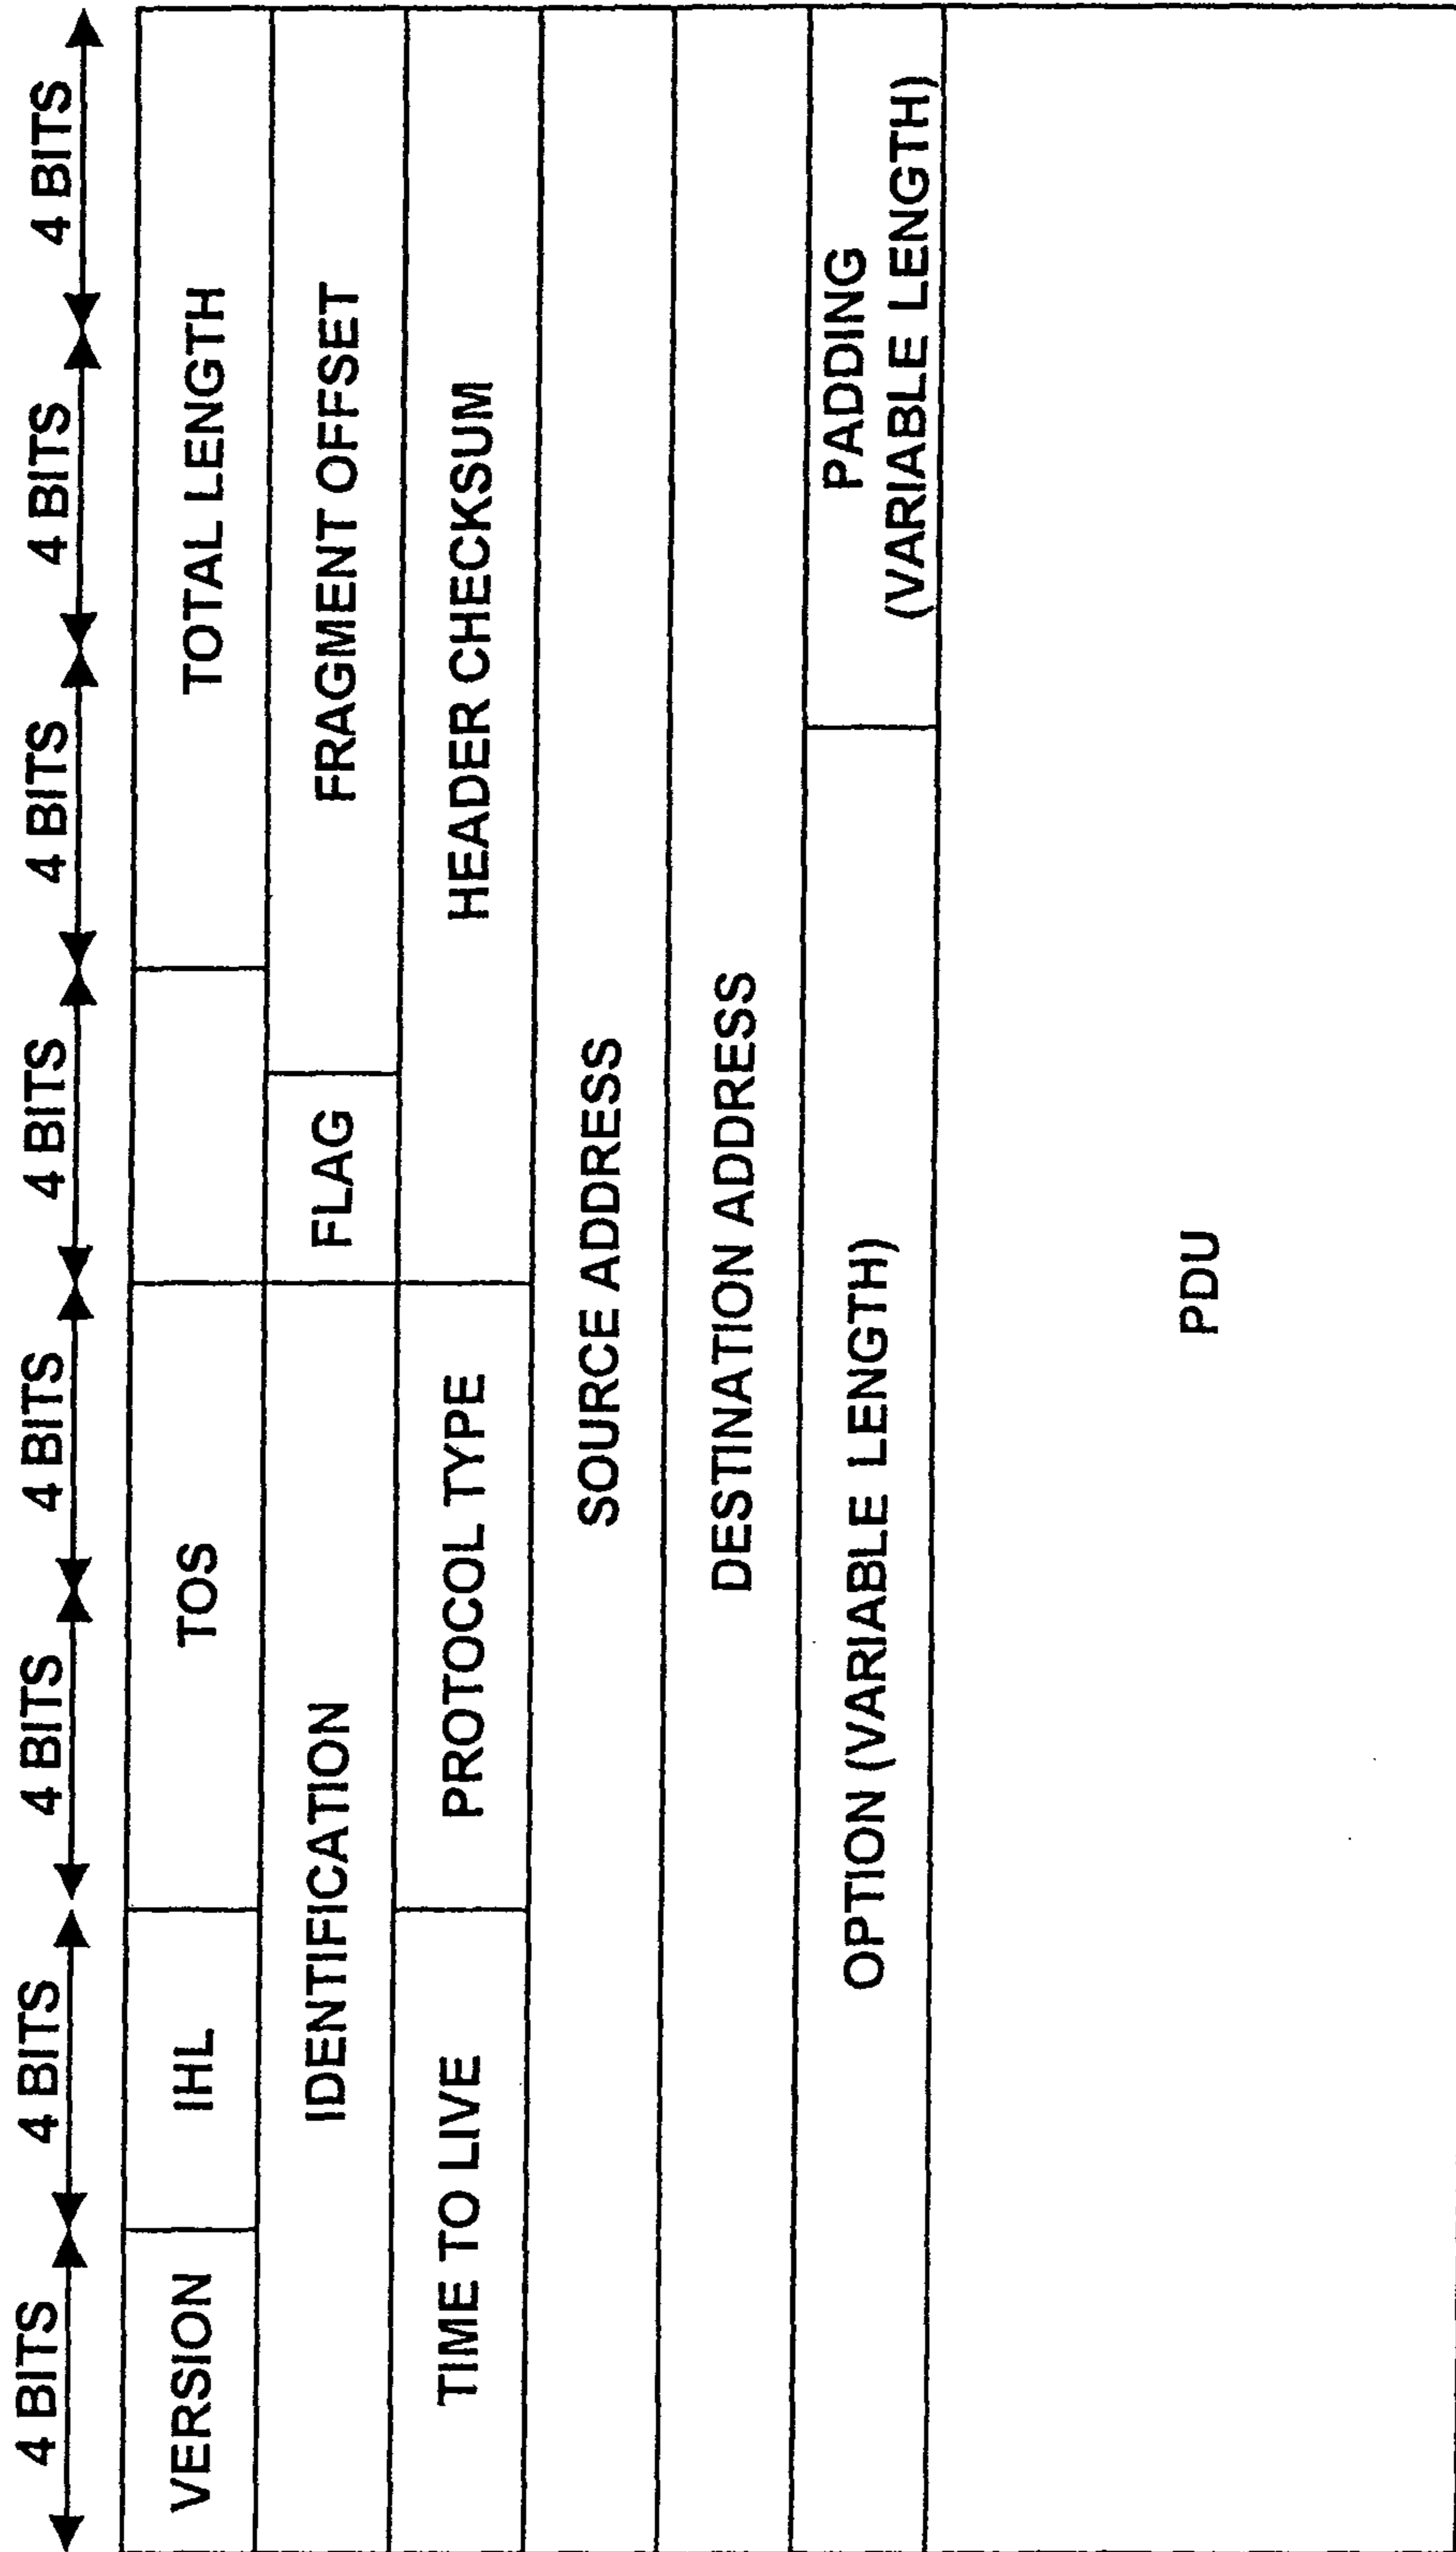 4 BITS 4 BITS 4 BITS 4 BITS 4 BITS 4 BITS 4 BITS 4 BITS
VERSION IHL TOS TOTAL LENGTH
IDENTIFICATION FLAG FRAGMENT OFFSET
TIME TO LIVE PROTOCOL TYPE HEADER CHECKSUM
SOURCE ADDRESS
DESTINATION ADDRESS
OPTION (VARIABLE LENGTH) PADDING
(VARIABLE LENGTH)
PDU